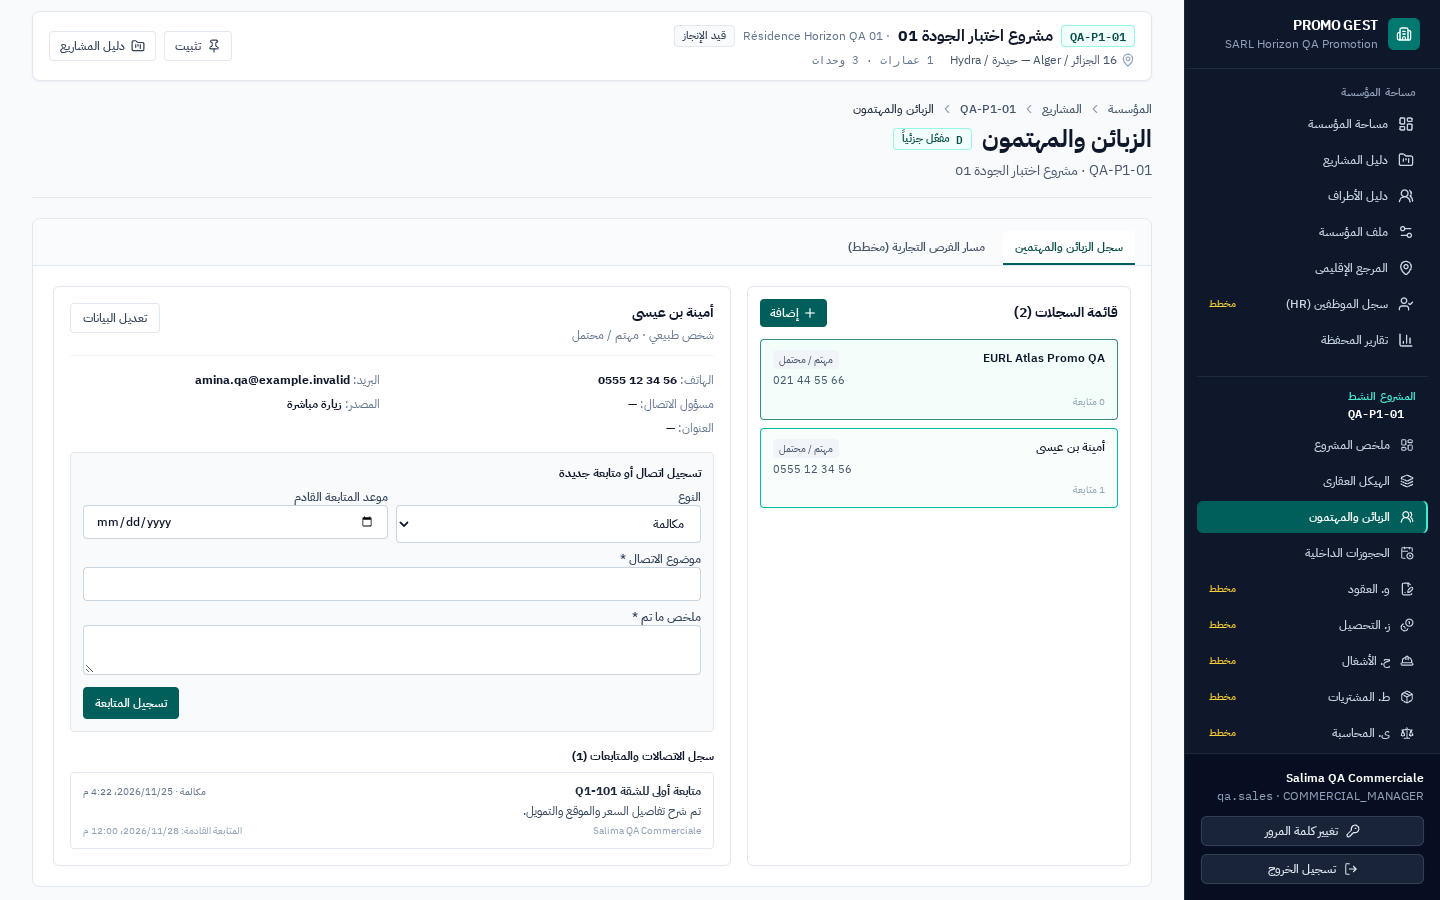 PROMO GEST
SARL Horizon QA Promotion
مساحة المؤسسة
مساحة المؤسسة
دليل المشاريع
دليل الأطراف
ملف المؤسسة
المرجع الإقليمي
سجل الموظفين (HR) مخطط
تقارير المحفظة
المشروع النشط
QA-P1-01
ملخص المشروع
الهيكل العقاري
الزبائن والمهتمون
الحجوزات الداخلية
و. العقود مخطط
ز. التحصيل مخطط
ح. الأشغال مخطط
ط. المشتريات مخطط
ي. المحاسبة مخطط
Salima QA Commerciale
qa.sales · COMMERCIAL_MANAGER
تغيير كلمة المرور
تسجيل الخروج
QA-P1-01 مشروع اختبار الجودة 01 · Résidence Horizon QA 01 قيد الإنجاز
16 الجزائر / Alger — حيدرة / Hydra 1 عمارات · 3 وحدات
تثبيت
دليل المشاريع
المؤسسة
المشاريع
QA-P1-01
الزبائن والمهتمون
الزبائن والمهتمون D مفعّل جزئياً
QA-P1-01 · مشروع اختبار الجودة 01
سجل الزبائن والمهتمين
مسار الفرص التجارية (مخطط)
قائمة السجلات (2)
إضافة
EURL Atlas Promo QA مهتم / محتمل
021 44 55 66
0 متابعة
أمينة بن عيسى مهتم / محتمل
0555 12 34 56
1 متابعة
أمينة بن عيسى
شخص طبيعي · مهتم / محتمل
تعديل البيانات
الهاتف: 0555 12 34 56
البريد: amina.qa@example.invalid
مسؤول الاتصال: —
المصدر: زيارة مباشرة
العنوان: —
تسجيل اتصال أو متابعة جديدة
النوع
موعد المتابعة القادم
مكالمة
mm/dd/yyyy
موضوع الاتصال *
ملخص ما تم *
تسجيل المتابعة
سجل الاتصالات والمتابعات (1)
متابعة أولى للشقة Q1-101
مكالمة · 2026/11/25، 4:22 م
تم شرح تفاصيل السعر والموقع والتمويل.
Salima QA Commerciale
المتابعة القادمة: 2026/11/28، 12:00 م